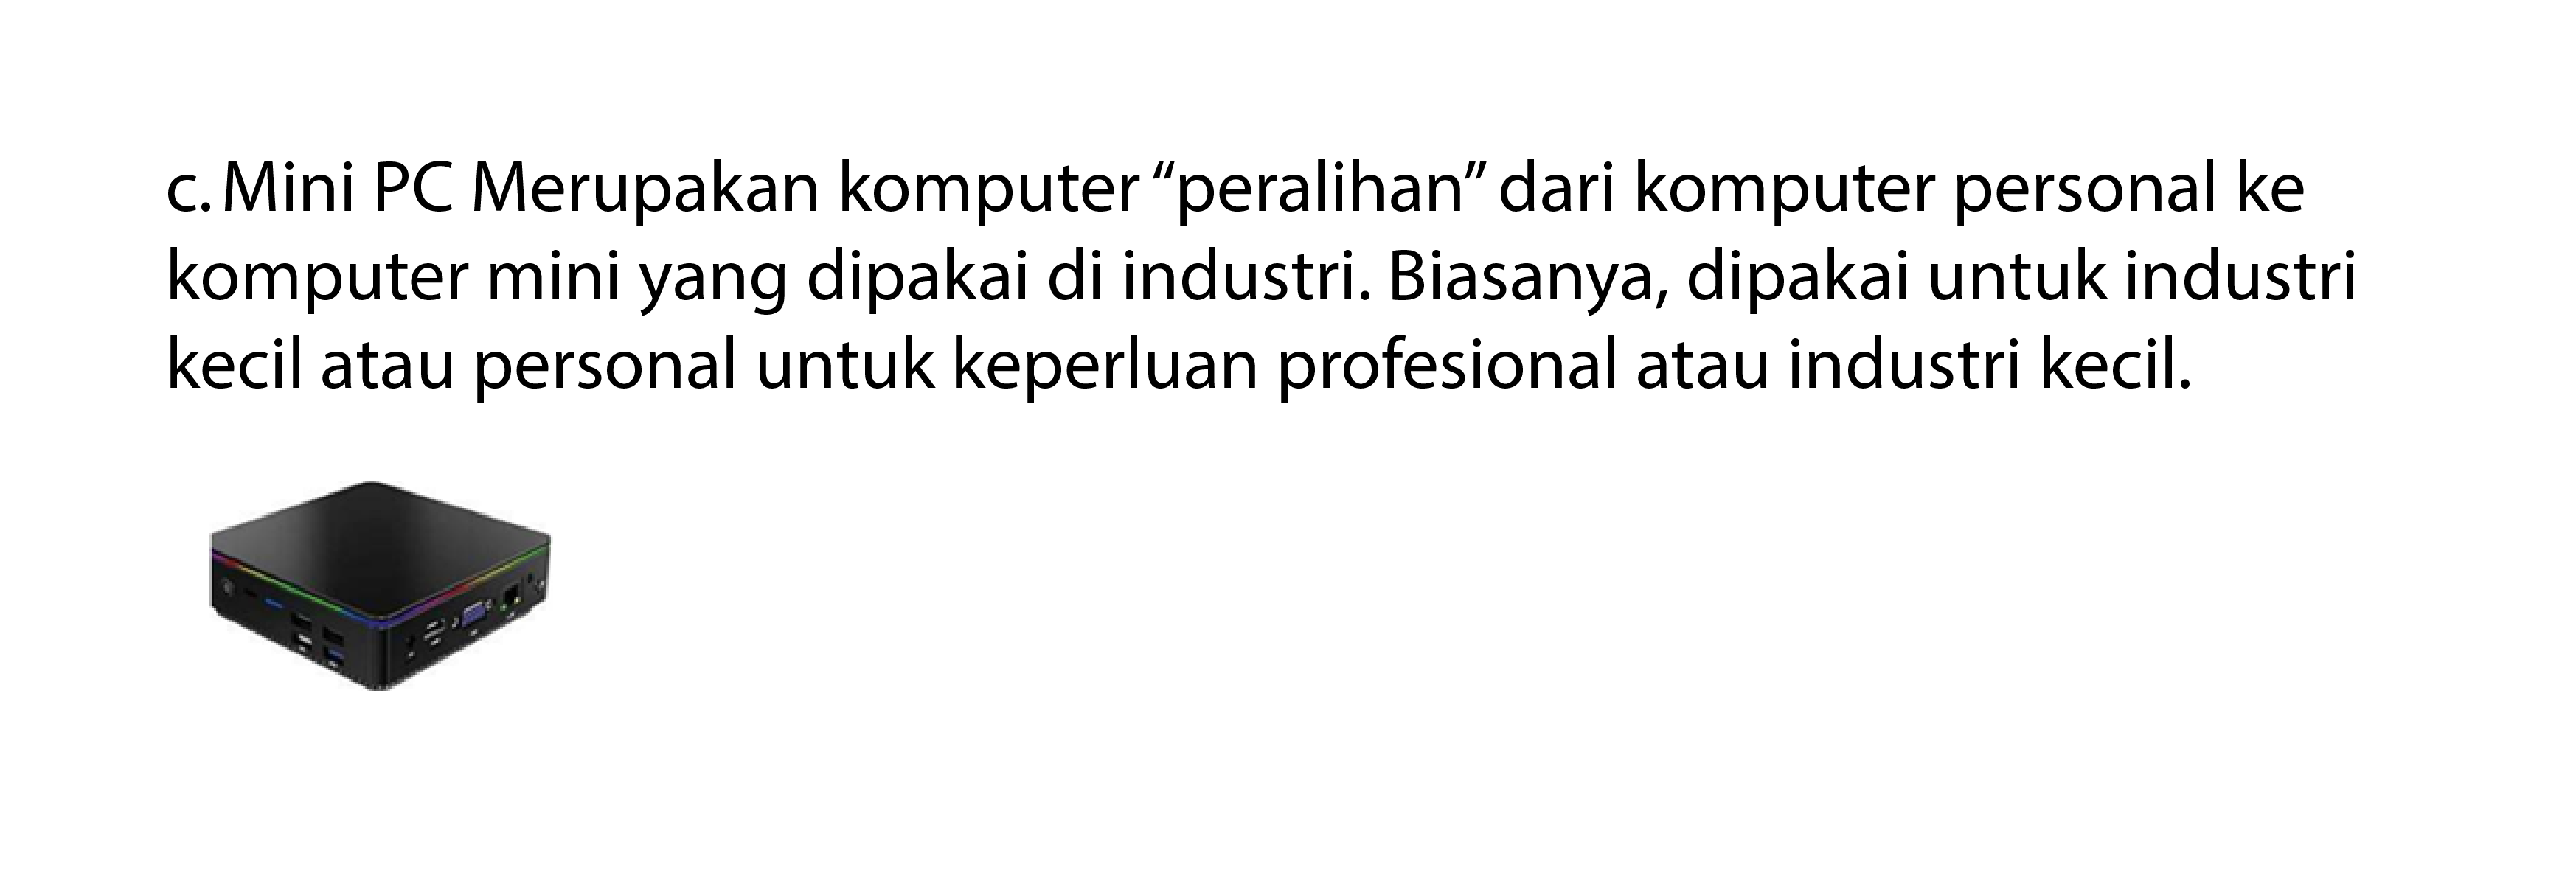 c. Mini PC Merupakan komputer “peralihan” dari komputer personal ke
komputer mini yang dipakai di industri. Biasanya, dipakai untuk industri
kecil atau personal untuk keperluan profesional atau industri kecil.